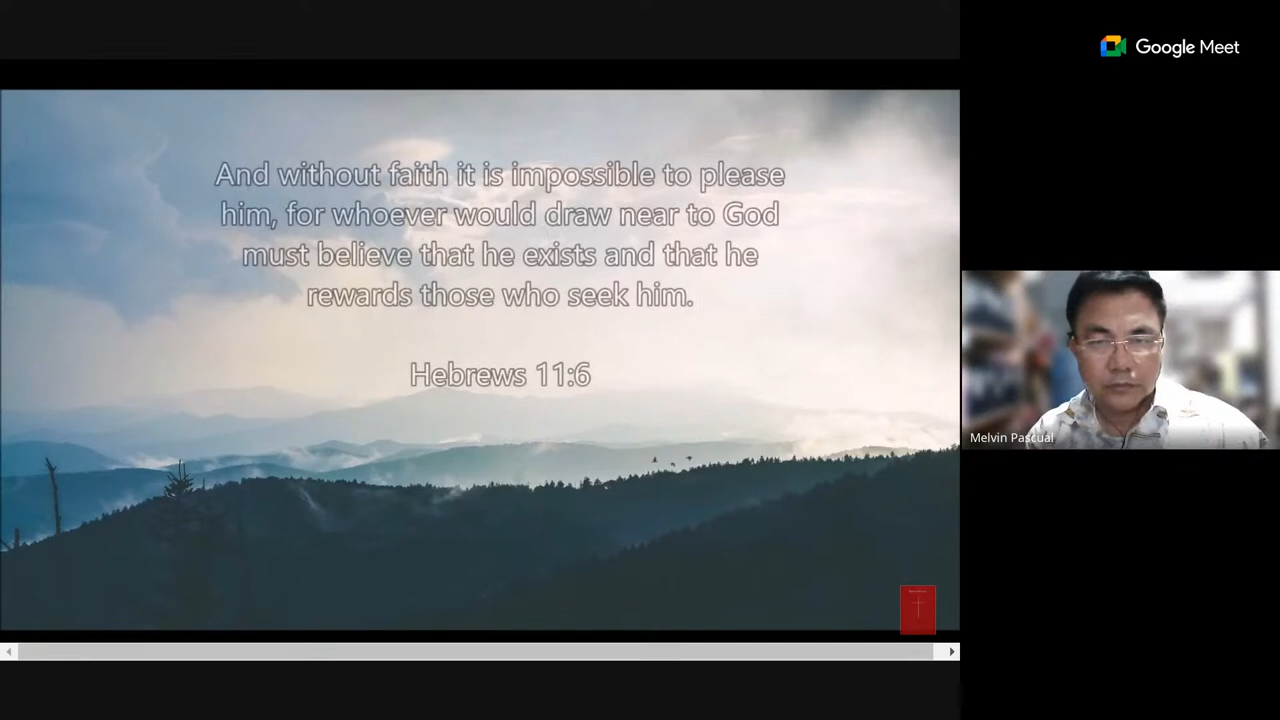 Google Meet
And without faith it is impossible to please
him, for whoever would draw near to God
must believe that he exists and that he
rewards those who seek him.
Hebrews 11:6
Melvin Pascual